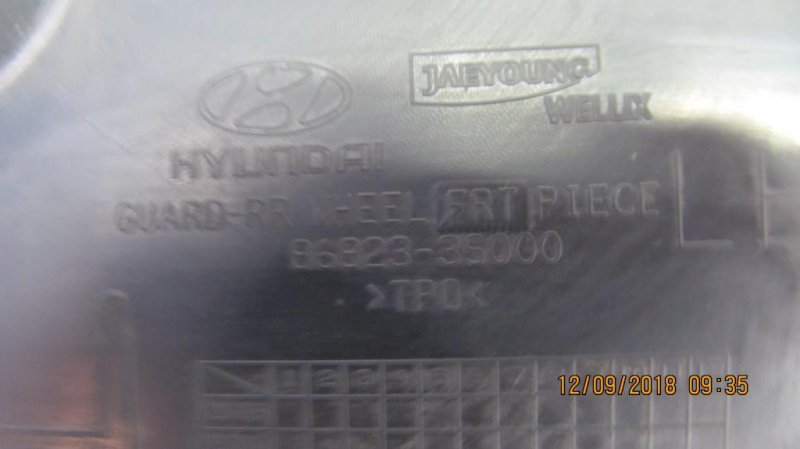 JAEYOUNG
WELLIX
HYUNDAI
GUARD-RR WHEEL FRT PIECE
86823-3S000
>TPO<
12/09/2018 09:35